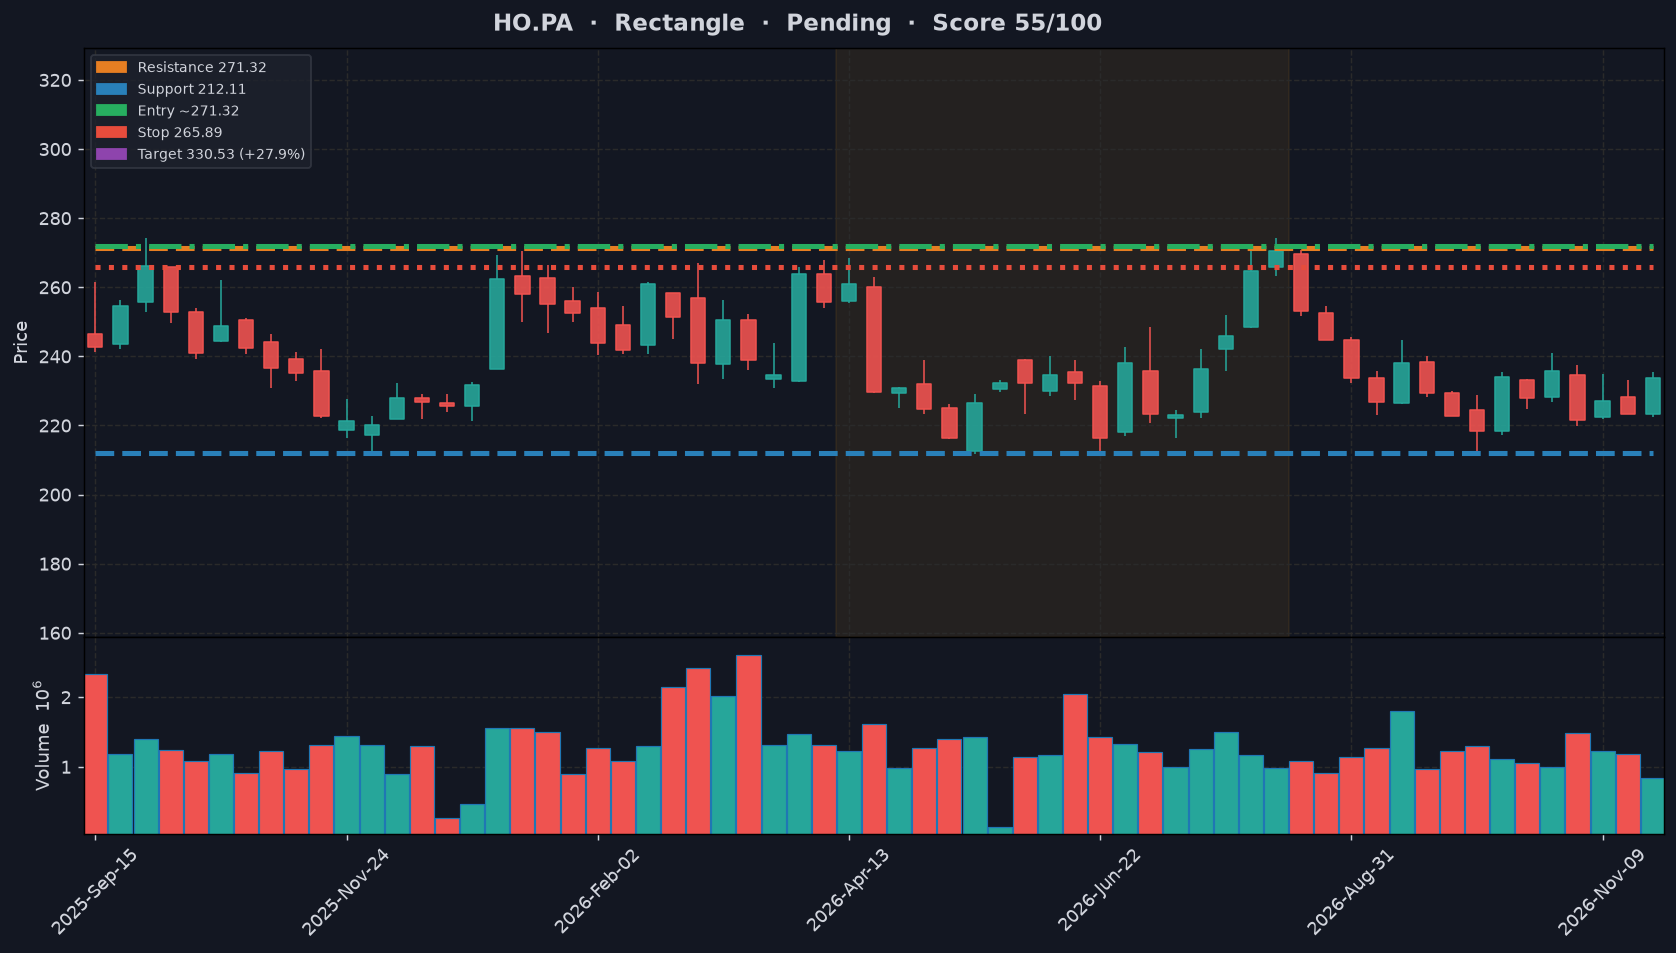 HO.PA · Rectangle · Pending · Score 55/100
Resistance 271.32
Support 212.11
Entry ~271.32
Stop 265.89
Target 330.53 (+27.9%)
Price
320
300
280
260
240
220
200
180
160
Volume 10⁶
2
1
2025-Sep-15
2025-Nov-24
2026-Feb-02
2026-Apr-13
2026-Jun-22
2026-Aug-31
2026-Nov-09